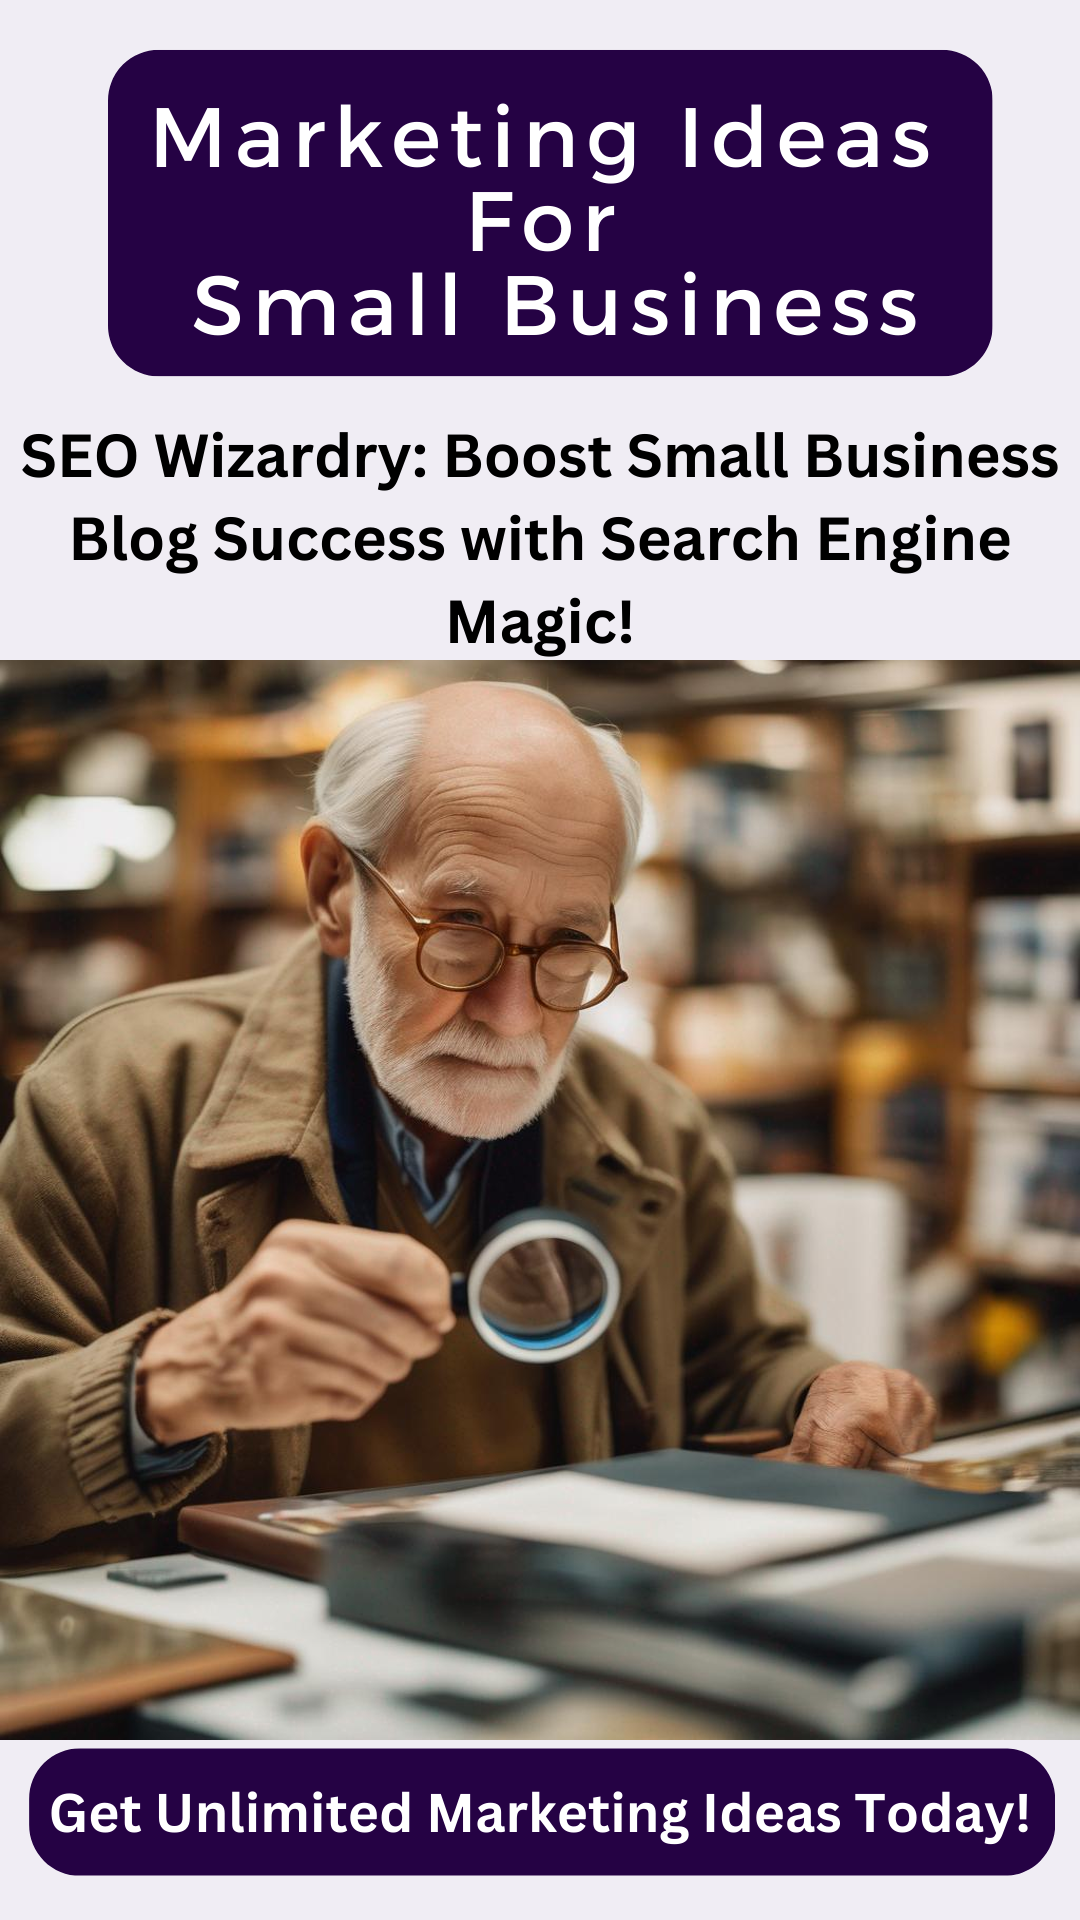 Marketing Ideas
For
Small Business
SEO Wizardry: Boost Small Business
Blog Success with Search Engine
Magic!
Get Unlimited Marketing Ideas Today!